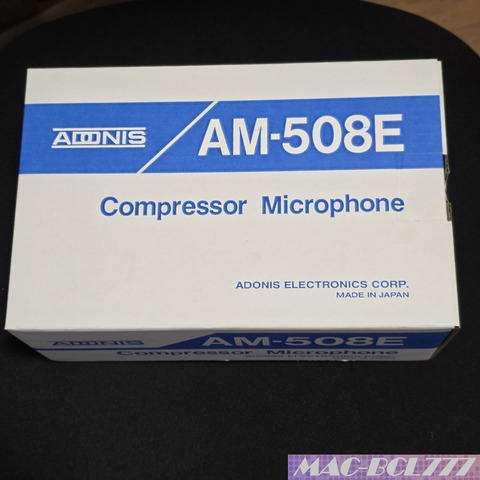 ADONIS
AM-508E
Compressor Microphone
ADONIS ELECTRONICS CORP.
MADE IN JAPAN
ADONIS
AM-508E
Compressor Microphone
MAC-BCL777